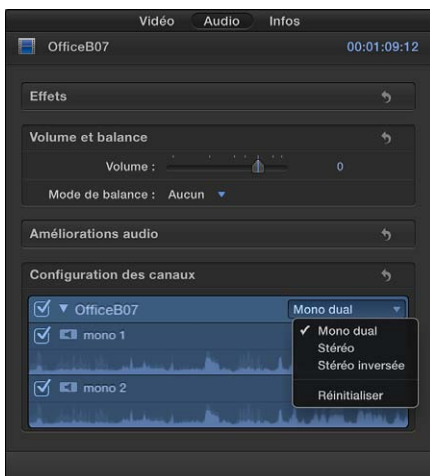 Vidéo Audio Infos
OfficeB07 00:01:09:12
Effets
Volume et balance
Volume : 0
Mode de balance : Aucun
Améliorations audio
Configuration des canaux
OfficeB07 Mono dual
Mono dual
mono 1
Stéréo
Stéréo inversée
mono 2
Réinitialiser